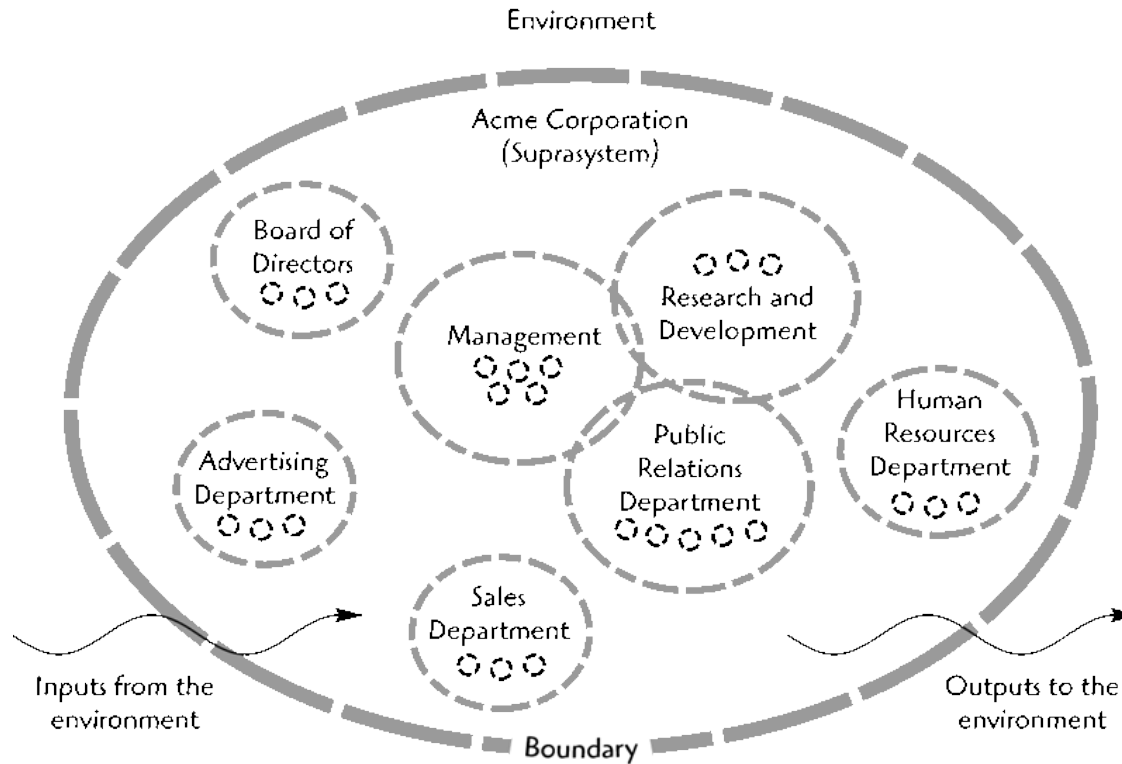 Environment
Acme Corporation
(Suprasystem)
Board of
Directors
Research and
Development
Management
Human
Resources
Department
Public
Relations
Department
Advertising
Department
Sales
Department
Inputs from the
environment
Outputs to the
environment
Boundary